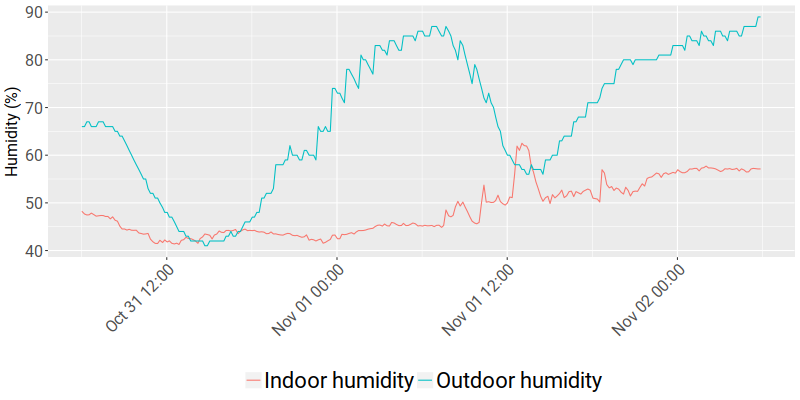 90
80
70
60
50
40
Humidity (%)
Oct 31 12:00
Nov 01 00:00
Nov 01 12:00
Nov 02 00:00
Indoor humidity
Outdoor humidity